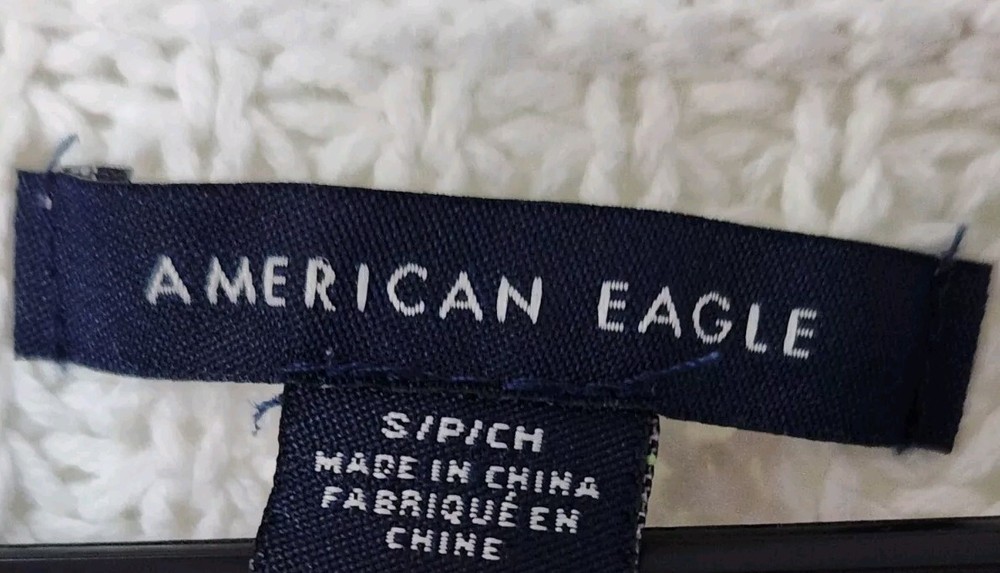 AMERICAN EAGLE
S/P/CH
MADE IN CHINA
FABRIQUÉ EN
CHINE